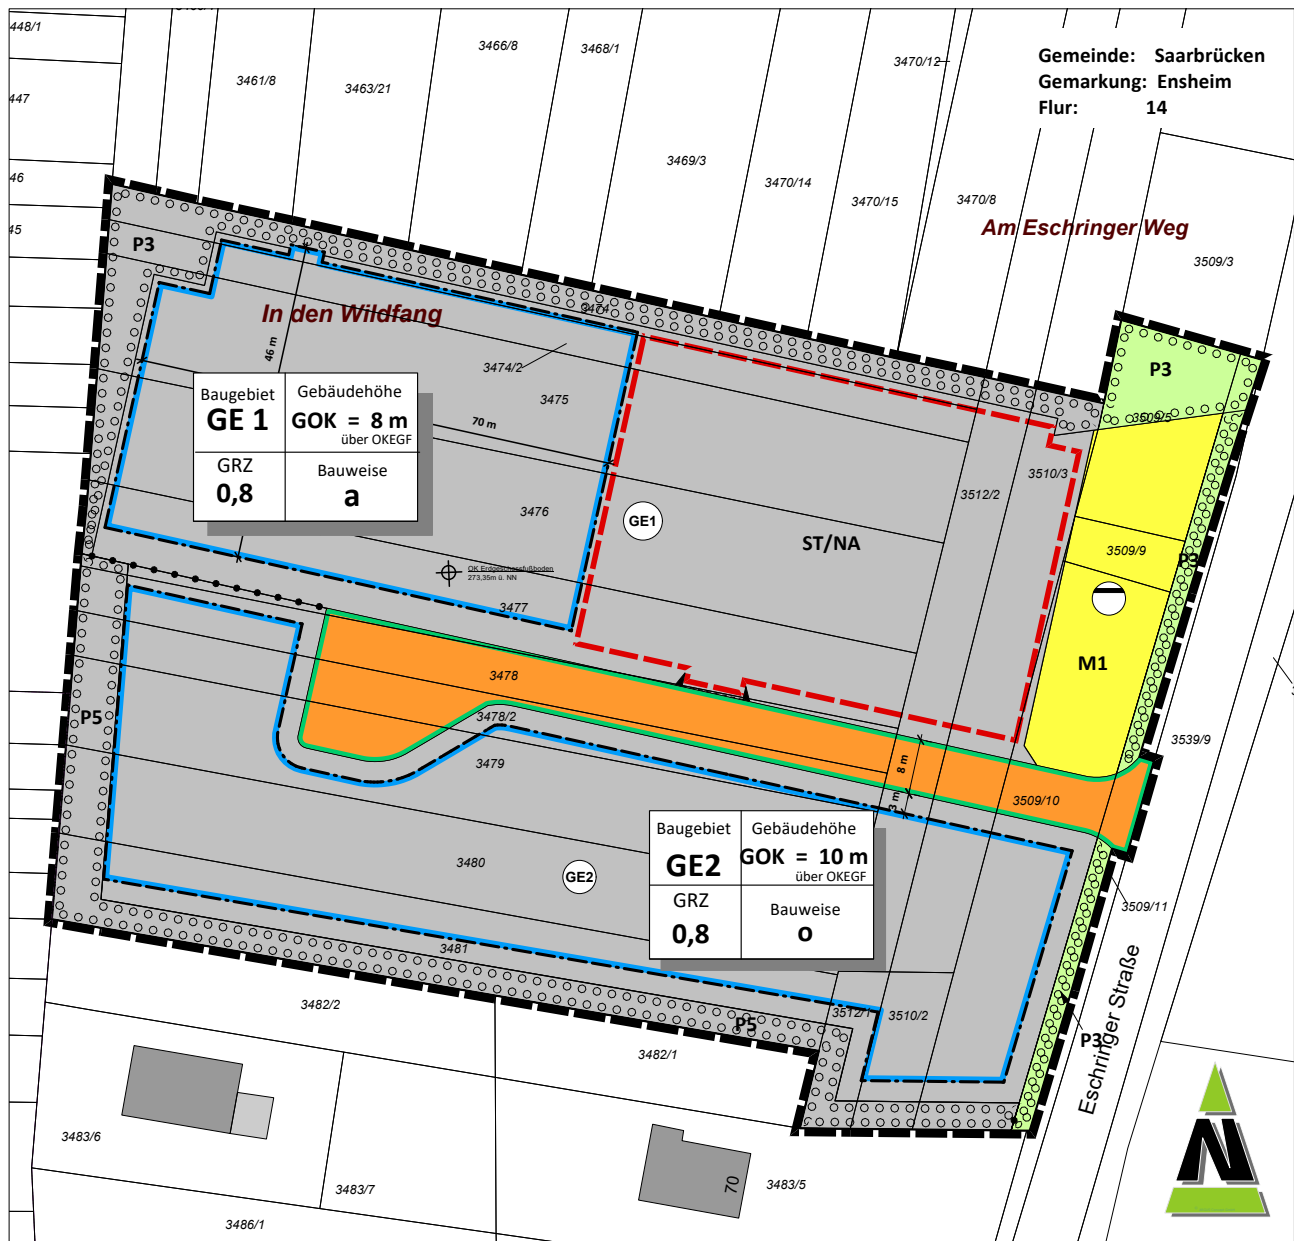 448/1
3466/8
3468/1
3470/12
Gemeinde: Saarbrücken
Gemarkung: Ensheim
Flur: 14
3461/8
3463/21
447
3469/3
3470/14
3470/15
3470/8
46
45
Am Eschringer Weg
3509/3
P3
In den Wildfang
3474
46 m
3474/2
3475
P3
3509/5
Baugebiet
GE 1
Gebäudehöhe
GOK = 8 m
über OKEGF
GRZ
0,8
Bauweise
a
70 m
3510/3
3512/2
3476
GE1
ST/NA
3509/9
P3
OK Erdgeschossfußboden
273,35m ü. NN
3477
M1
3478
P5
3478/2
3479
8 m
3 m
3539/9
3509/10
Baugebiet
GE2
Gebäudehöhe
GOK = 10 m
über OKEGF
GRZ
0,8
Bauweise
o
3480
GE2
3509/11
3481
3482/2
P5
3512/1
3510/2
3482/1
P3
Eschringer Straße
N
3483/6
3483/7
70
3483/5
3486/1